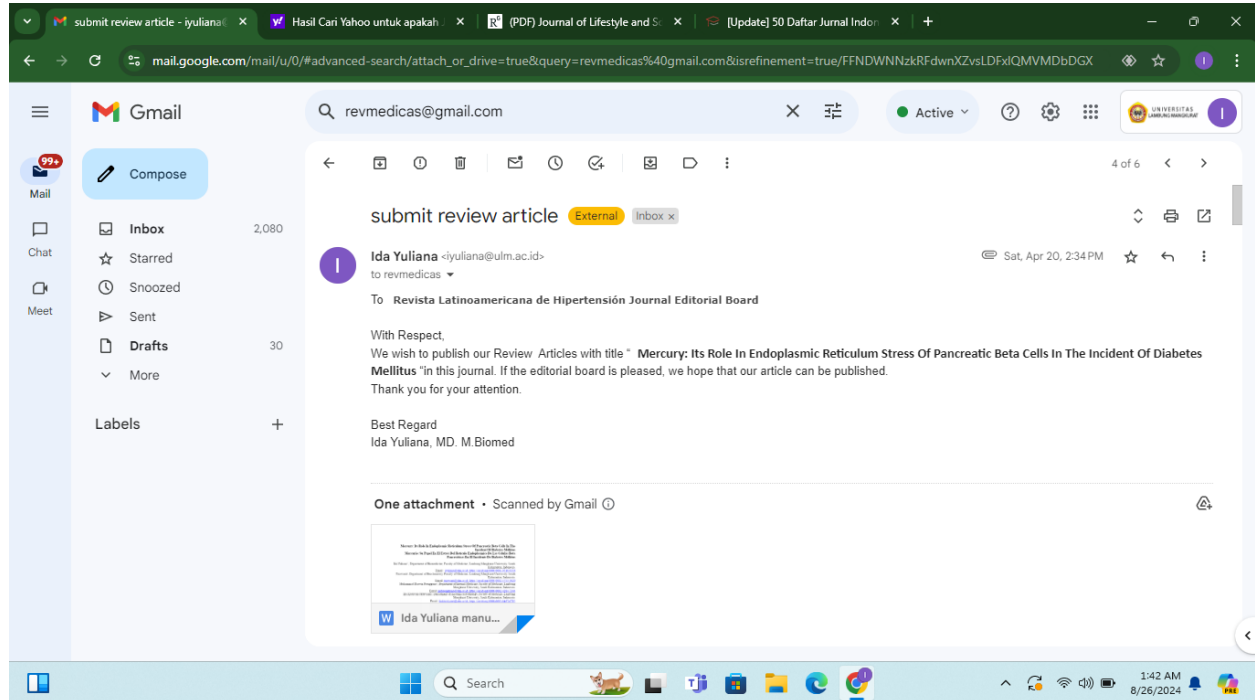 submit review article - iyuliana@
Hasil Cari Yahoo untuk apakah J
(PDF) Journal of Lifestyle and Sc
[Update] 50 Daftar Jurnal Indon
mail.google.com/mail/u/0/#advanced-search/attach_or_drive=true&query=revmedicas%40gmail.com&isrefinement=true/FFNDWNNzkRFdwnXZvsLDFxlQMVMDbDGX
Gmail
revmedicas@gmail.com
Active
UNIVERSITAS
LAMBUNG MANGKURAT
I
99+
Mail
Chat
Meet
Compose
Inbox 2,080
Starred
Snoozed
Sent
Drafts 30
More
Labels
4 of 6
submit review article External Inbox x
I
Ida Yuliana <iyuliana@ulm.ac.id> Sat, Apr 20, 2:34 PM
to revmedicas
To Revista Latinoamericana de Hipertensión Journal Editorial Board
With Respect,
We wish to publish our Review Articles with title “ Mercury: Its Role In Endoplasmic Reticulum Stress Of Pancreatic Beta Cells In The Incident Of Diabetes
Mellitus “in this journal. If the editorial board is pleased, we hope that our article can be published.
Thank you for your attention.
Best Regard
Ida Yuliana, MD. M.Biomed
One attachment • Scanned by Gmail
W Ida Yuliana manu...
Search
1:42 AM
8/26/2024
PRE